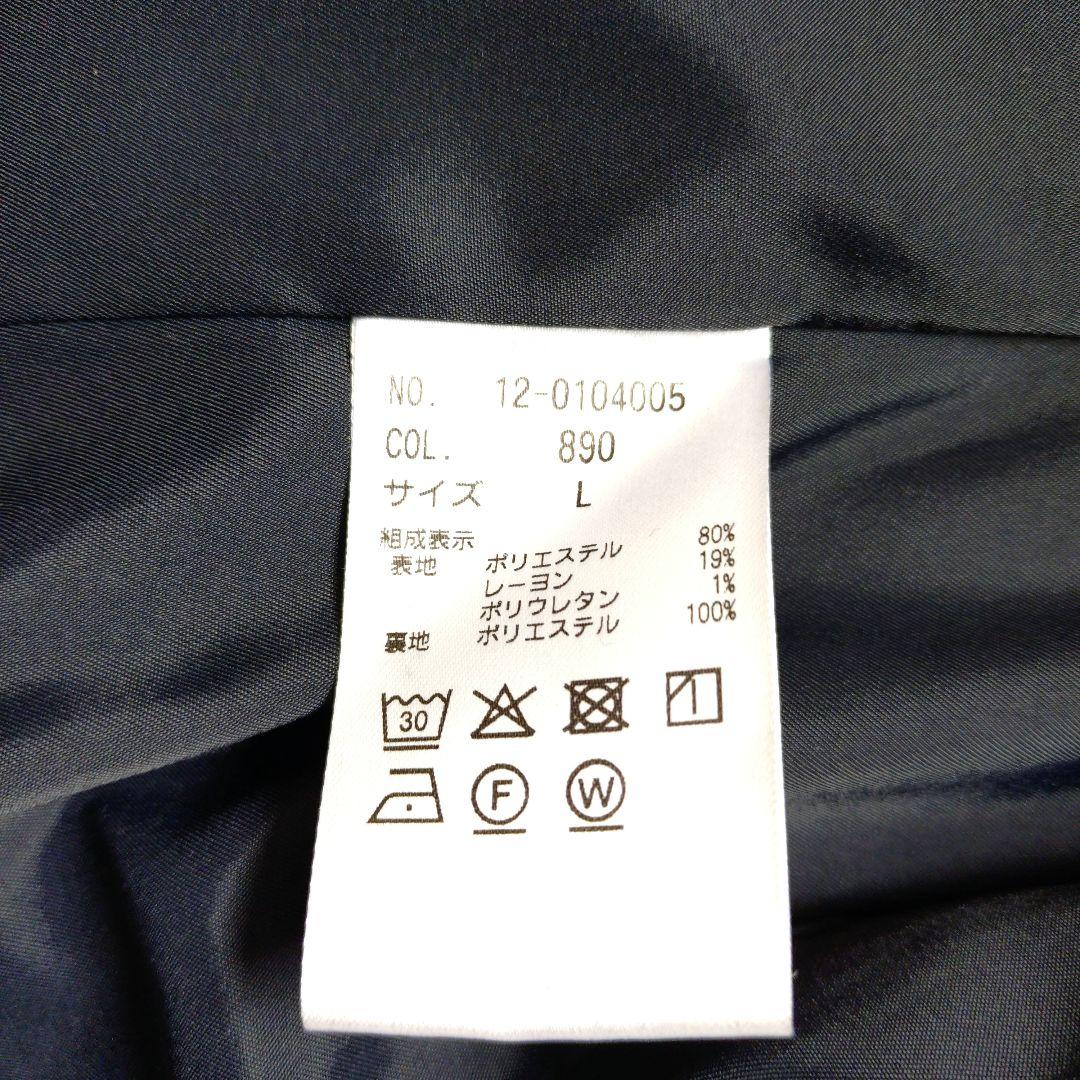 NO. 12-0104005
COL. 890
サイズ L
組成表示
表地 ポリエステル 80%
レーヨン 19%
ポリウレタン 1%
裏地 ポリエステル 100%
30
F W